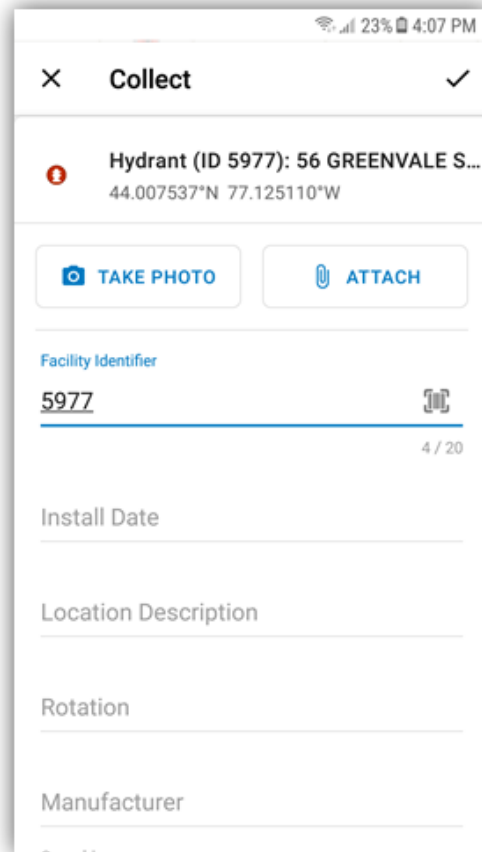 23% 4:07 PM
Collect
Hydrant (ID 5977): 56 GREENVALE S...
44.007537°N 77.125110°W
TAKE PHOTO ATTACH
Facility Identifier
5977
4 / 20
Install Date
Location Description
Rotation
Manufacturer